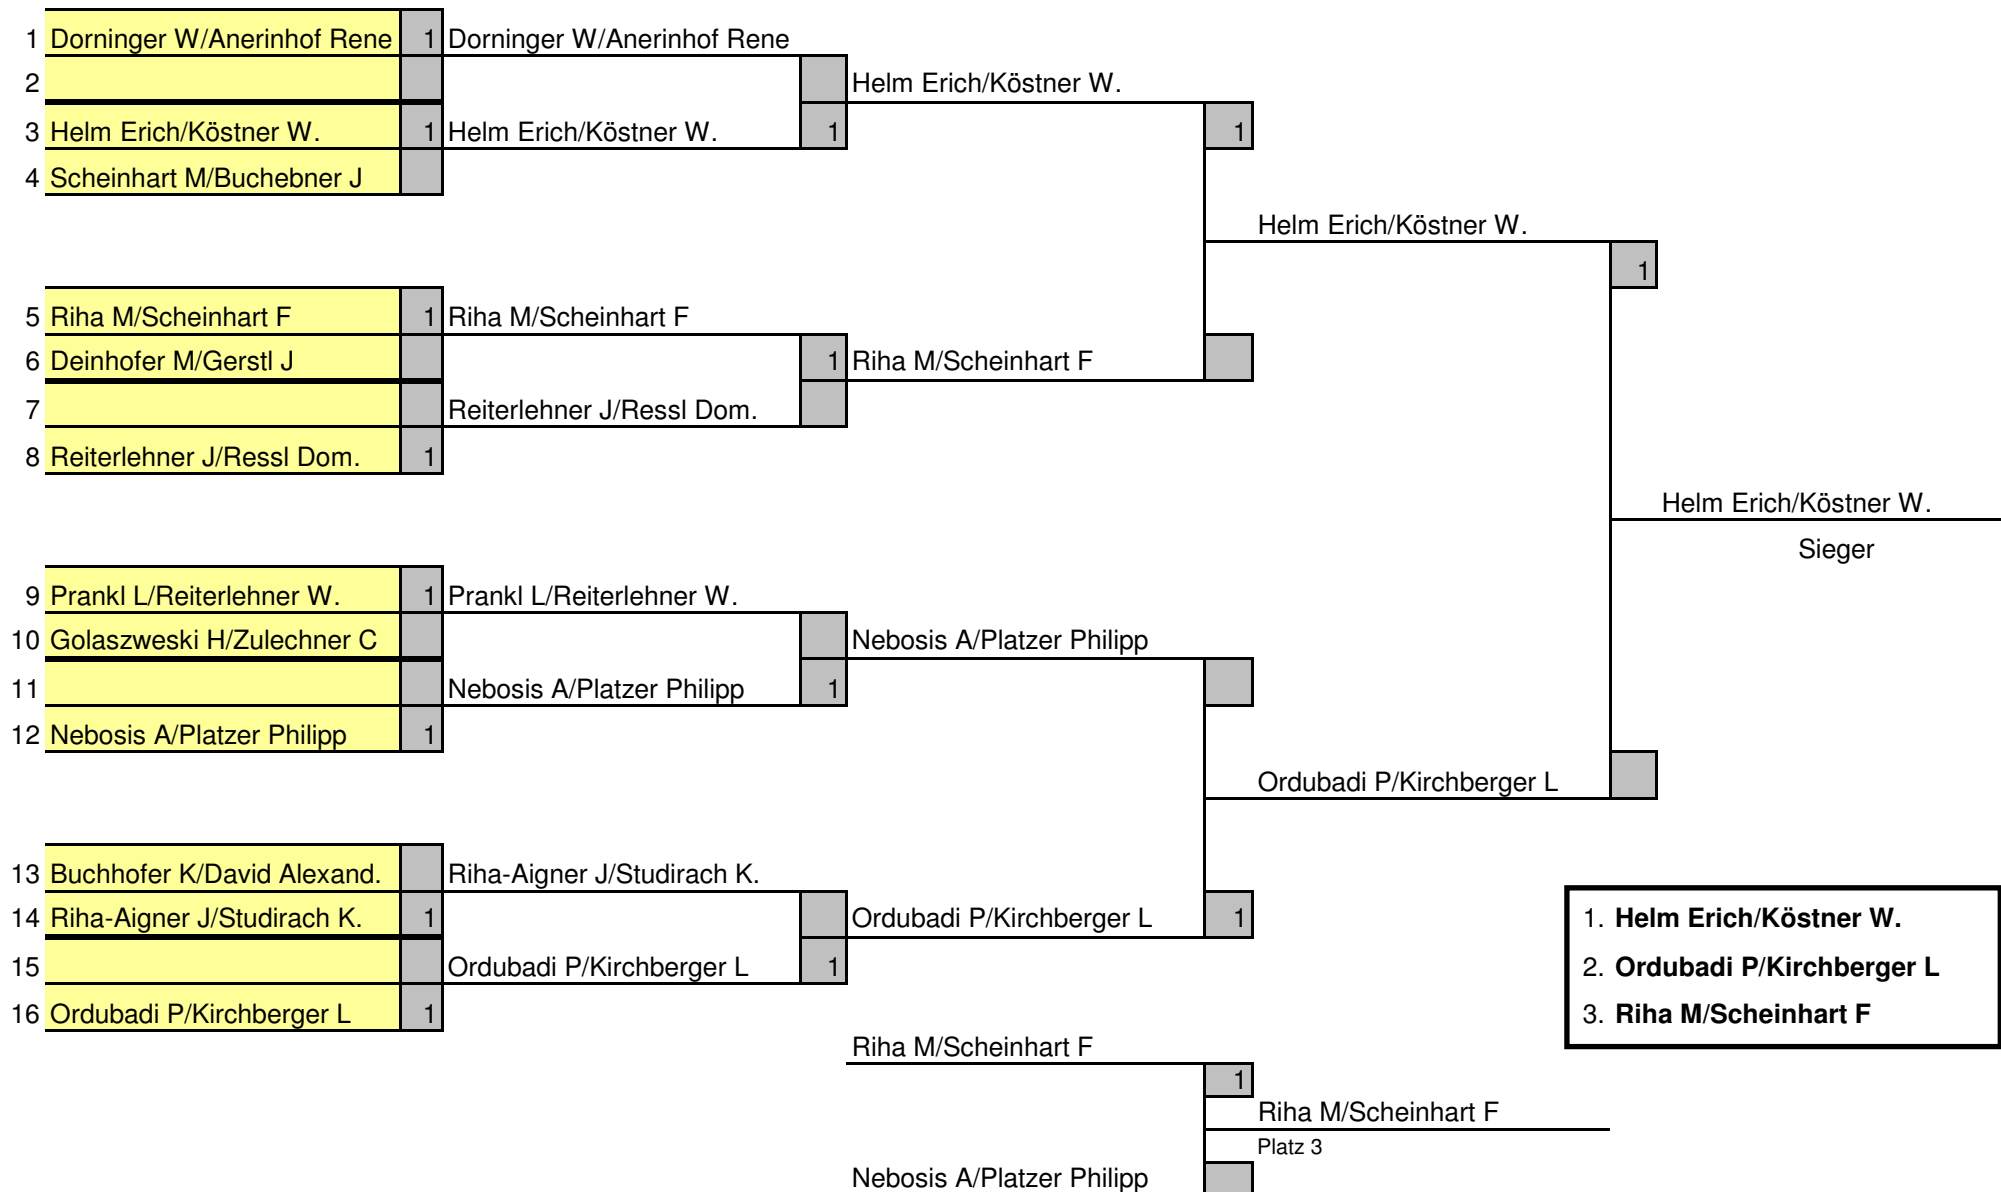 1 Dorninger W/Anerinhof Rene 1 Dorninger W/Anerinhof Rene
2 Helm Erich/Köstner W.
3 Helm Erich/Köstner W. 1 Helm Erich/Köstner W. 1 1
4 Scheinhart M/Buchebner J
Helm Erich/Köstner W.
1
5 Riha M/Scheinhart F 1 Riha M/Scheinhart F
6 Deinhofer M/Gerstl J 1 Riha M/Scheinhart F
7 Reiterlehner J/Ressl Dom.
8 Reiterlehner J/Ressl Dom. 1
Helm Erich/Köstner W.
Sieger
9 Prankl L/Reiterlehner W. 1 Prankl L/Reiterlehner W.
10 Golaszweski H/Zulechner C Nebosis A/Platzer Philipp
11 Nebosis A/Platzer Philipp 1
12 Nebosis A/Platzer Philipp 1
Ordubadi P/Kirchberger L
13 Buchhofer K/David Alexand. Riha-Aigner J/Studirach K.
14 Riha-Aigner J/Studirach K. 1 Ordubadi P/Kirchberger L 1
15 Ordubadi P/Kirchberger L 1
16 Ordubadi P/Kirchberger L 1
1. Helm Erich/Köstner W.
2. Ordubadi P/Kirchberger L
3. Riha M/Scheinhart F
Riha M/Scheinhart F
1
Riha M/Scheinhart F
Platz 3
Nebosis A/Platzer Philipp